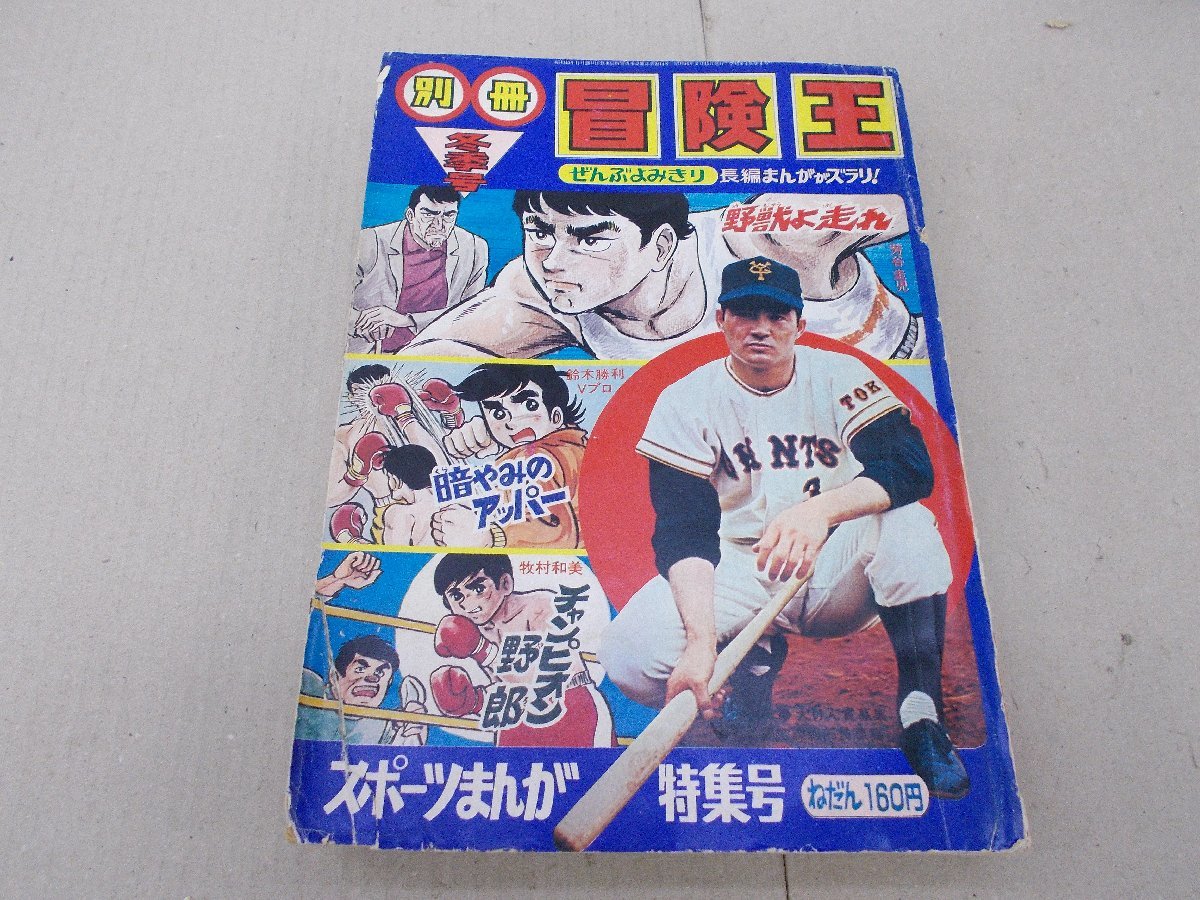 別冊
冒険王
冬季号
ぜんぶよみきり 長編まんががズラリ!
野獣よ走れ
鈴木勝利
Vプロ
暗やみの
アッパー
牧村和美
チャンピオン
野郎
YG
TOK
NTS
3
スポーツまんが
特集号
ねだん160円